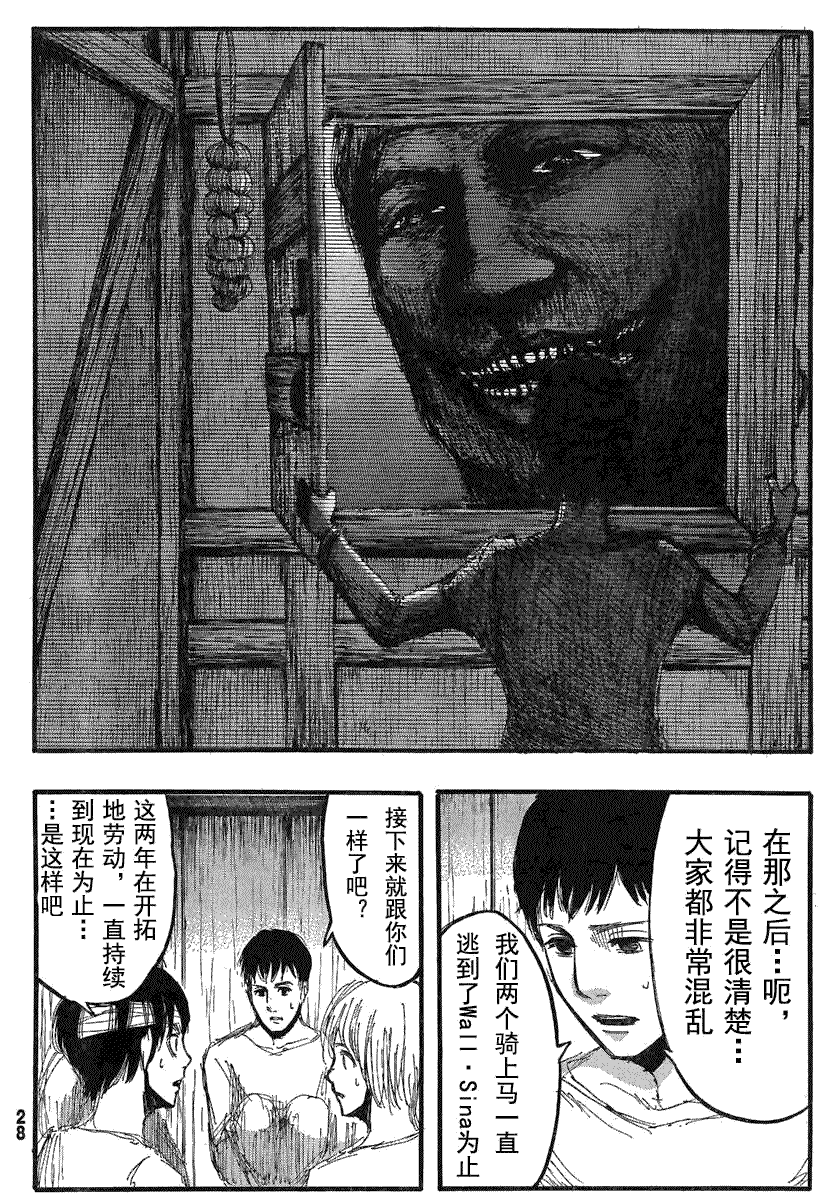 在那之后…呃，
记得不是很清楚…
大家都非常混乱
我们两个骑上马一直
逃到了Wall·Sina为止
接下来就跟你们
一样了吧？
这两年在开拓
地劳动，一直持续
到现在为止…
…是这样吧
28